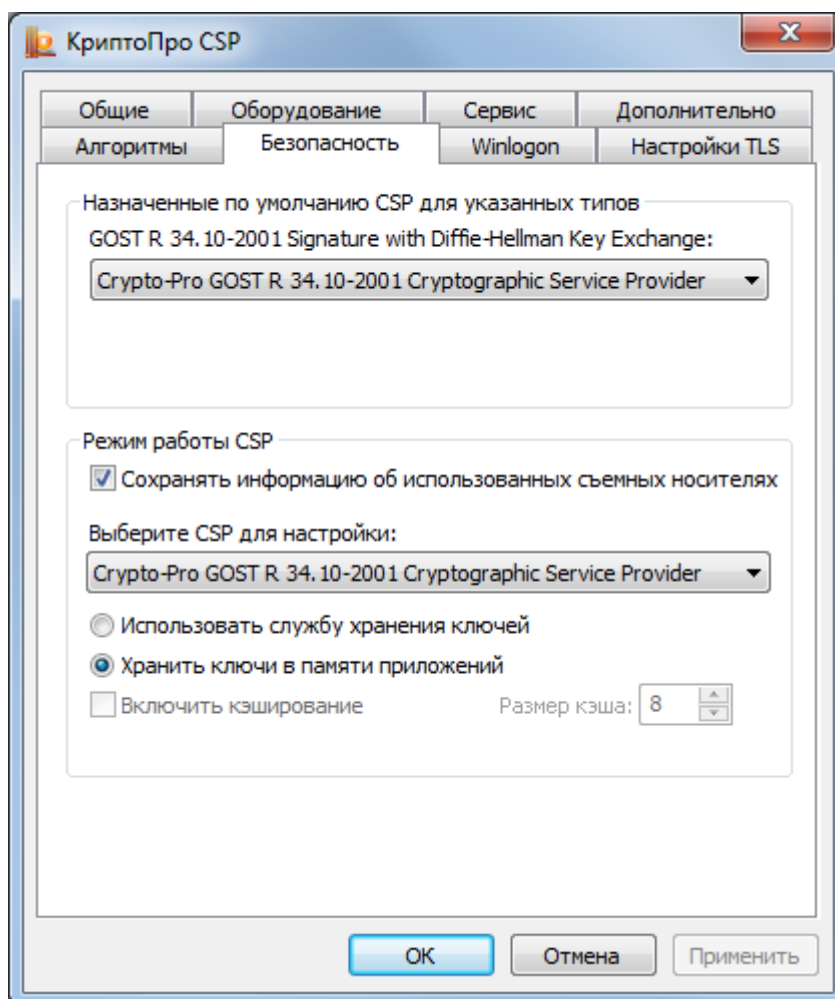 КриптоПро CSP
Общие Оборудование Сервис Дополнительно
Алгоритмы Безопасность Winlogon Настройки TLS
Назначенные по умолчанию CSP для указанных типов
GOST R 34.10-2001 Signature with Diffie-Hellman Key Exchange:
Crypto-Pro GOST R 34.10-2001 Cryptographic Service Provider
Режим работы CSP
Сохранять информацию об использованных съемных носителях
Выберите CSP для настройки:
Crypto-Pro GOST R 34.10-2001 Cryptographic Service Provider
Использовать службу хранения ключей
Хранить ключи в памяти приложений
Включить кэширование Размер кэша: 8
ОК Отмена Применить